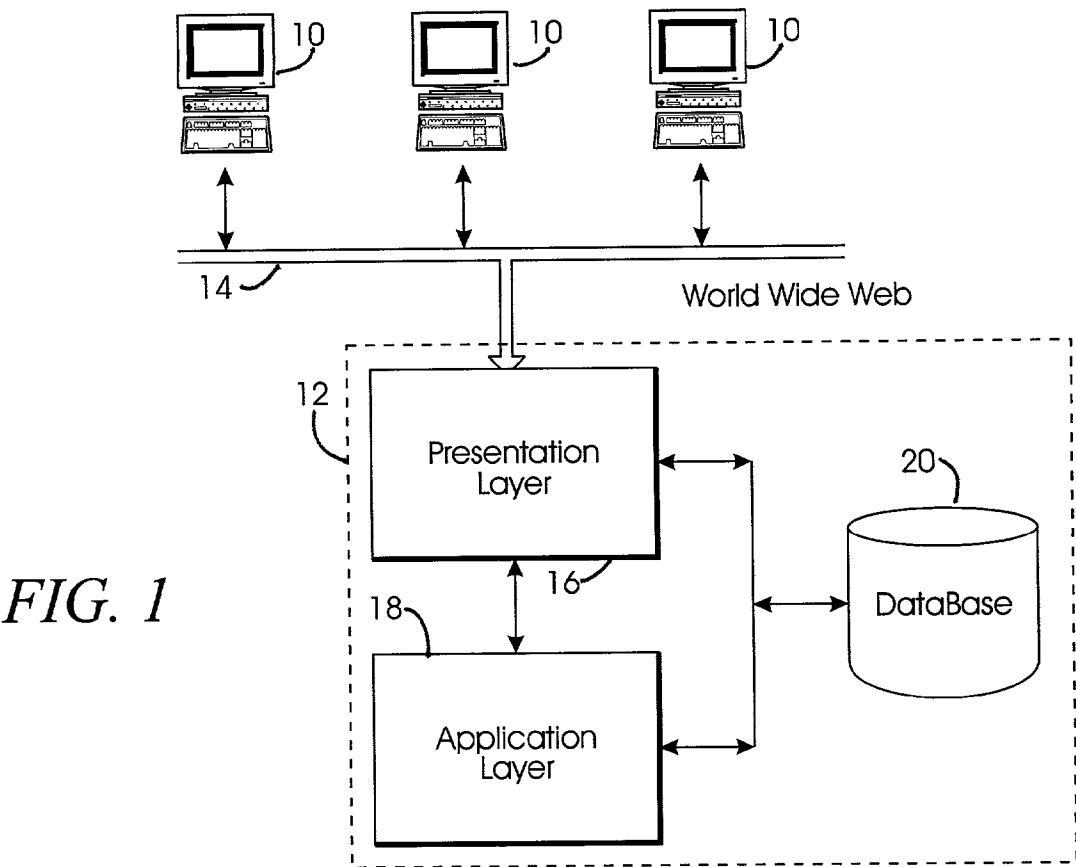 10
10
10
14
World Wide Web
12
Presentation
Layer
20
16
DataBase
FIG. 1
18
Application
Layer